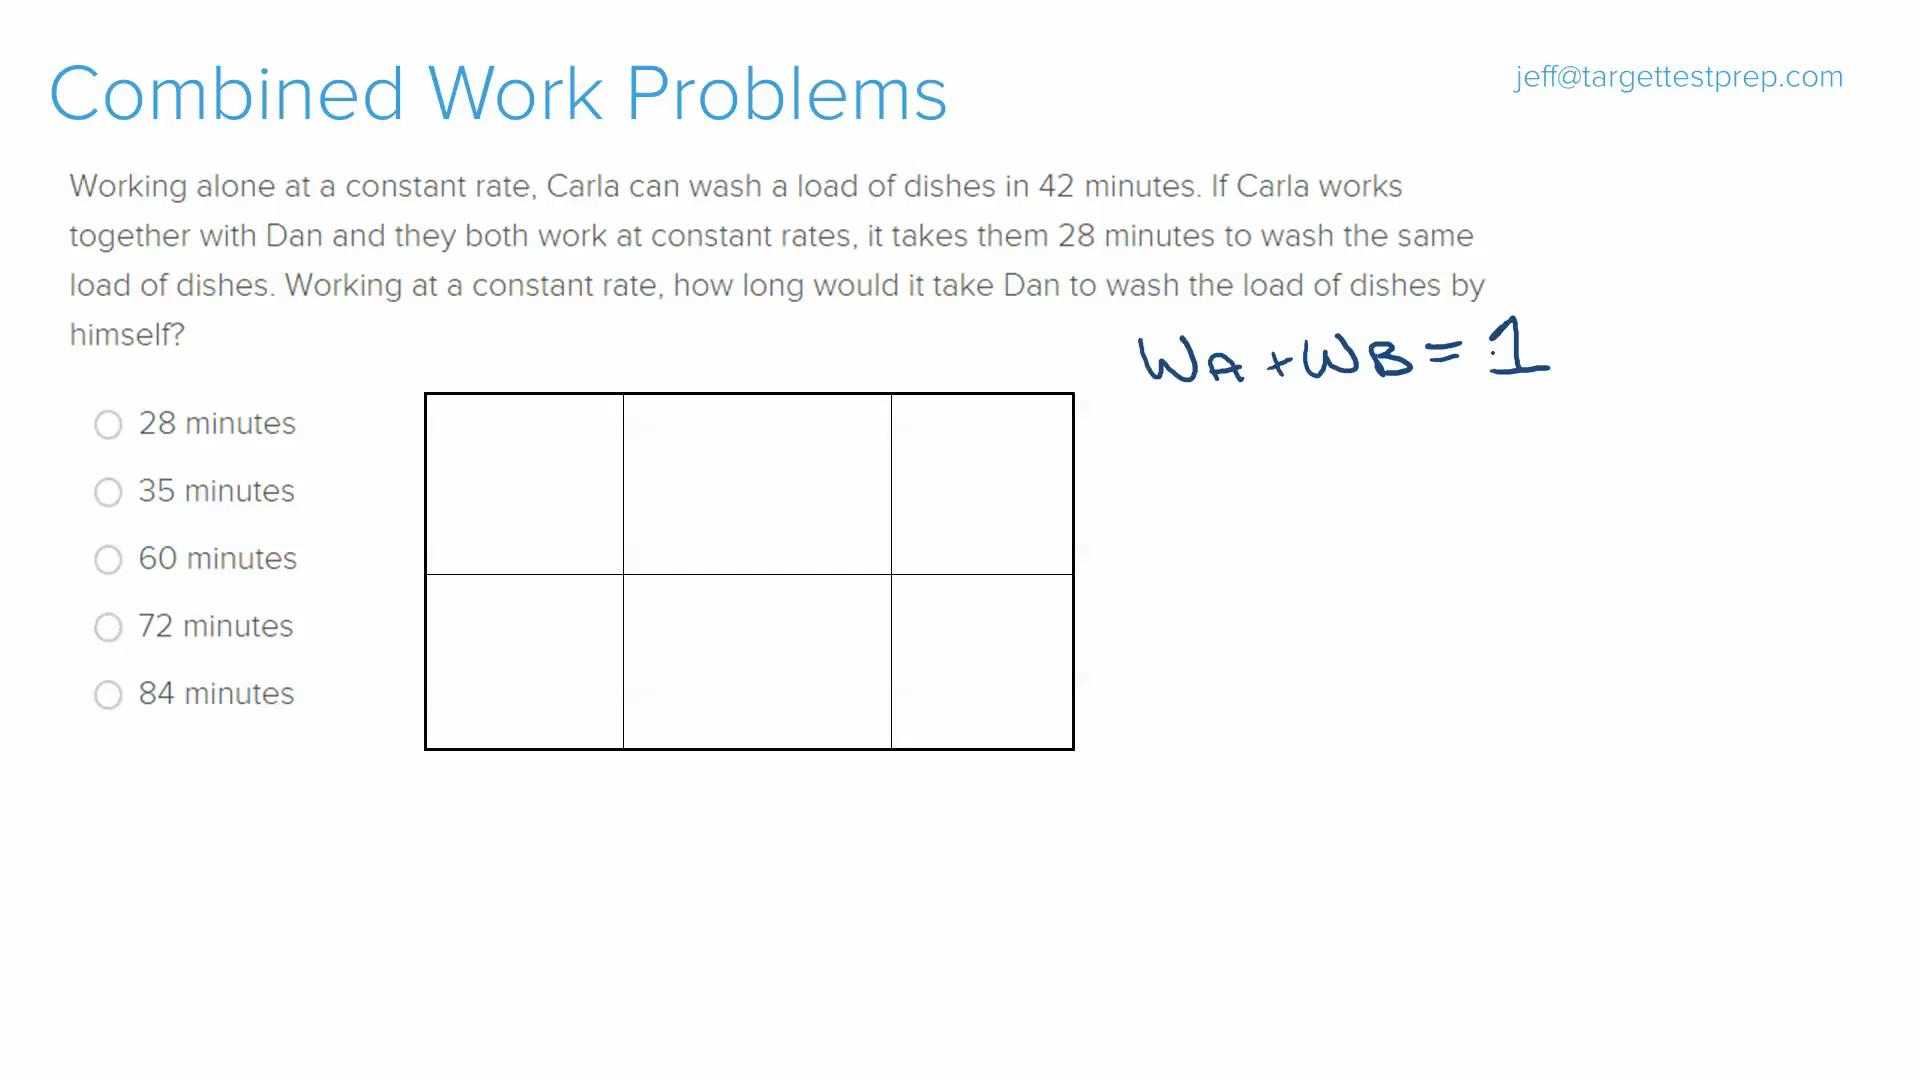 Combined Work Problems
jeff@targettestprep.com
Working alone at a constant rate, Carla can wash a load of dishes in 42 minutes. If Carla works
together with Dan and they both work at constant rates, it takes them 28 minutes to wash the same
load of dishes. Working at a constant rate, how long would it take Dan to wash the load of dishes by
himself?
WA + WB = 1
28 minutes
35 minutes
60 minutes
72 minutes
84 minutes